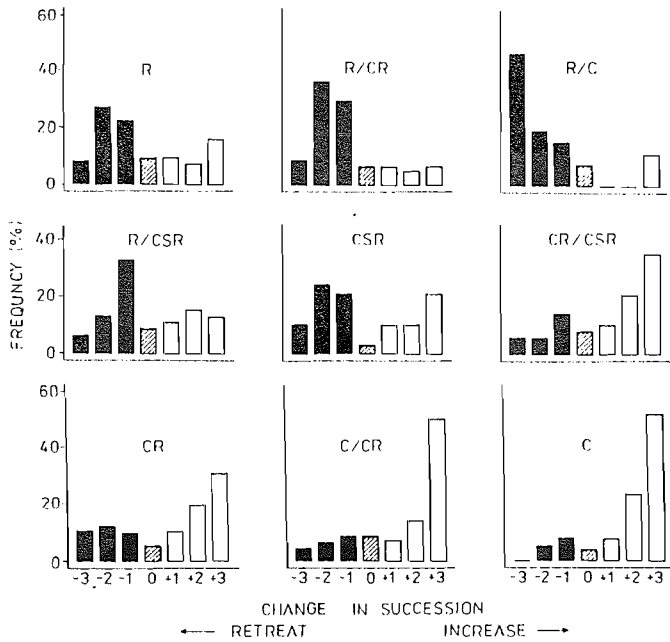 60
40
20
0
R
R/CR
R/C
FREQUNCY (%)
40
20
0
R/CSR
CSR
CR/CSR
60
40
20
0
CR
C/CR
C
-3 -2 -1 0 +1 +2 +3
-3 -2 -1 0 +1 +2 +3
-3 -2 -1 0 +1 +2 +3
CHANGE IN SUCCESSION
← RETREAT INCREASE →